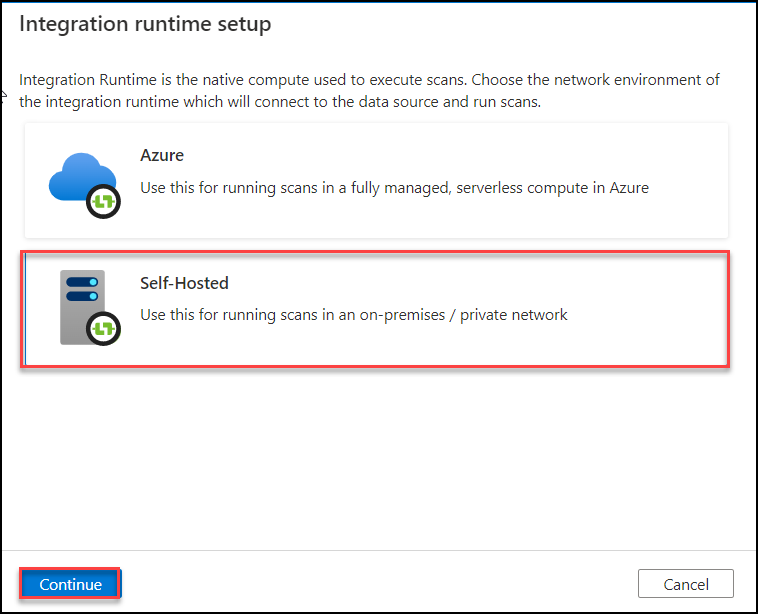 Integration runtime setup
Integration Runtime is the native compute used to execute scans. Choose the network environment of
the integration runtime which will connect to the data source and run scans.
Azure
Use this for running scans in a fully managed, serverless compute in Azure
Self-Hosted
Use this for running scans in an on-premises / private network
Continue
Cancel